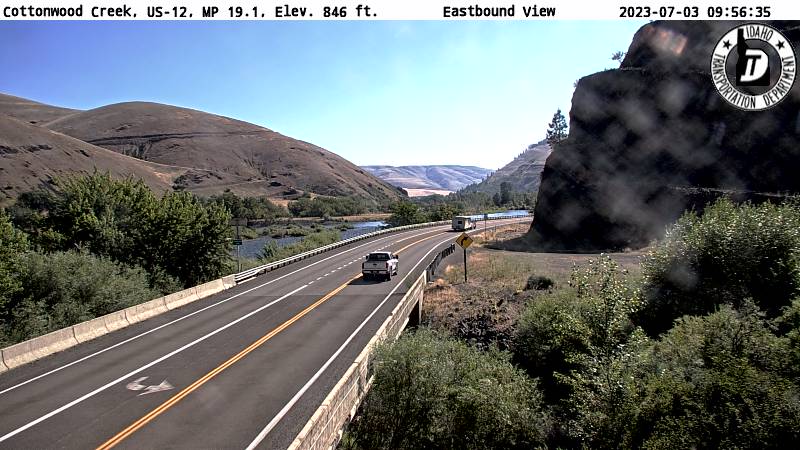 Cottonwood Creek, US-12, MP 19.1, Elev. 846 ft. Eastbound View 2023-07-03 09:56:35
IDAHO
TRANSPORTATION DEPARTMENT